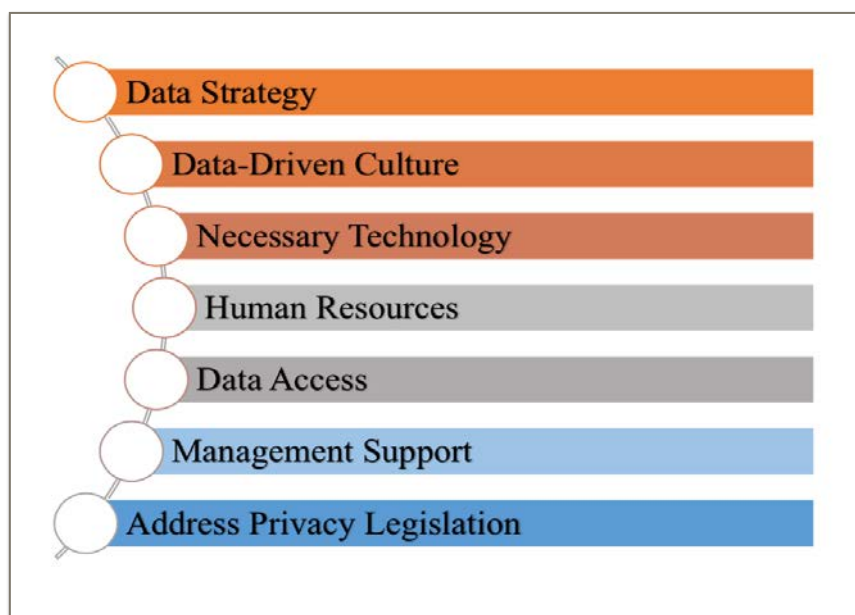 Data Strategy
Data-Driven Culture
Necessary Technology
Human Resources
Data Access
Management Support
Address Privacy Legislation